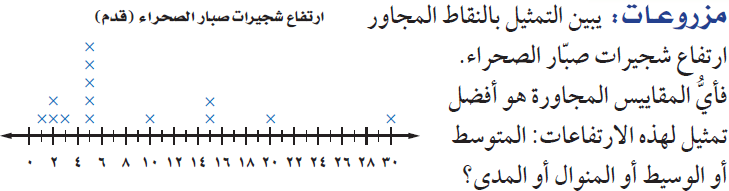 مزروعات: يبين التمثيل بالنقاط المجاور
ارتفاع شجيرات صبّار الصحراء.
فأيُّ المقاييس المجاورة هو أفضل
تمثيل لهذه الارتفاعات: المتوسط
أو الوسيط أو المنوال أو المدى؟
ارتفاع شجيرات صبار الصحراء (قدم)
٠ ٢ ٤ ٦ ٨ ١٠ ١٢ ١٤ ١٦ ١٨ ٢٠ ٢٢ ٢٤ ٢٦ ٢٨ ٣٠